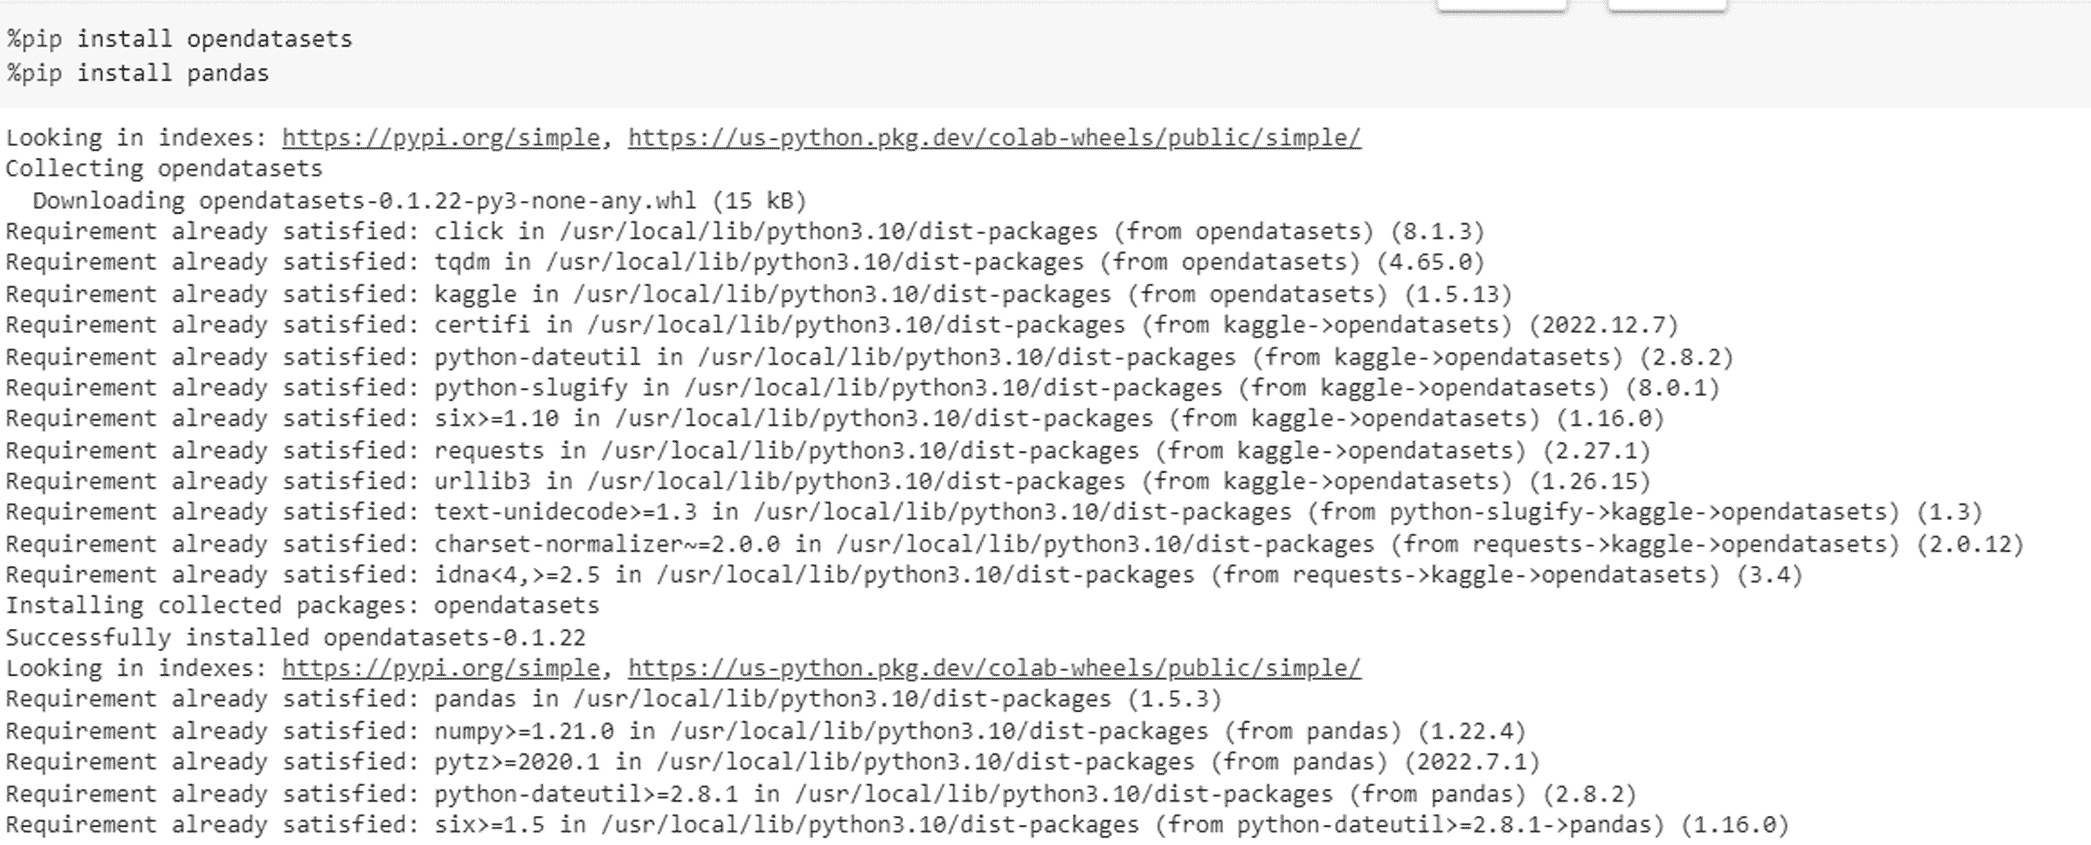 %pip install opendatasets
%pip install pandas
Looking in indexes: https://pypi.org/simple, https://us-python.pkg.dev/colab-wheels/public/simple/
Collecting opendatasets
  Downloading opendatasets-0.1.22-py3-none-any.whl (15 kB)
Requirement already satisfied: click in /usr/local/lib/python3.10/dist-packages (from opendatasets) (8.1.3)
Requirement already satisfied: tqdm in /usr/local/lib/python3.10/dist-packages (from opendatasets) (4.65.0)
Requirement already satisfied: kaggle in /usr/local/lib/python3.10/dist-packages (from opendatasets) (1.5.13)
Requirement already satisfied: certifi in /usr/local/lib/python3.10/dist-packages (from kaggle->opendatasets) (2022.12.7)
Requirement already satisfied: python-dateutil in /usr/local/lib/python3.10/dist-packages (from kaggle->opendatasets) (2.8.2)
Requirement already satisfied: python-slugify in /usr/local/lib/python3.10/dist-packages (from kaggle->opendatasets) (8.0.1)
Requirement already satisfied: six>=1.10 in /usr/local/lib/python3.10/dist-packages (from kaggle->opendatasets) (1.16.0)
Requirement already satisfied: requests in /usr/local/lib/python3.10/dist-packages (from kaggle->opendatasets) (2.27.1)
Requirement already satisfied: urllib3 in /usr/local/lib/python3.10/dist-packages (from kaggle->opendatasets) (1.26.15)
Requirement already satisfied: text-unidecode>=1.3 in /usr/local/lib/python3.10/dist-packages (from python-slugify->kaggle->opendatasets) (1.3)
Requirement already satisfied: charset-normalizer~=2.0.0 in /usr/local/lib/python3.10/dist-packages (from requests->kaggle->opendatasets) (2.0.12)
Requirement already satisfied: idna<4,>=2.5 in /usr/local/lib/python3.10/dist-packages (from requests->kaggle->opendatasets) (3.4)
Installing collected packages: opendatasets
Successfully installed opendatasets-0.1.22
Looking in indexes: https://pypi.org/simple, https://us-python.pkg.dev/colab-wheels/public/simple/
Requirement already satisfied: pandas in /usr/local/lib/python3.10/dist-packages (1.5.3)
Requirement already satisfied: numpy>=1.21.0 in /usr/local/lib/python3.10/dist-packages (from pandas) (1.22.4)
Requirement already satisfied: pytz>=2020.1 in /usr/local/lib/python3.10/dist-packages (from pandas) (2022.7.1)
Requirement already satisfied: python-dateutil>=2.8.1 in /usr/local/lib/python3.10/dist-packages (from pandas) (2.8.2)
Requirement already satisfied: six>=1.5 in /usr/local/lib/python3.10/dist-packages (from python-dateutil>=2.8.1->pandas) (1.16.0)